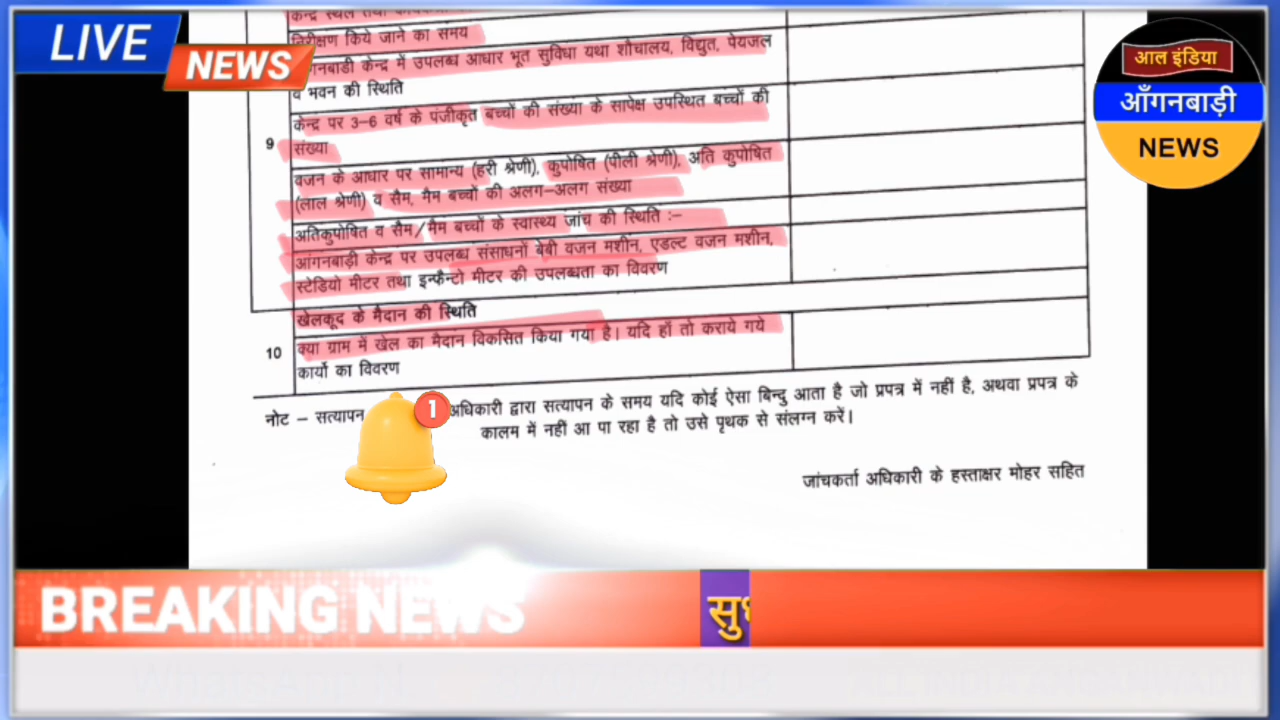 LIVE
NEWS
आल इंडिया
आँगनबाड़ी
NEWS
केन्द्र स्थल तथा
निरीक्षण किये जाने का समय
केन्द्र में उपलब्ध आधार भूत सुविधा यथा शौचालय, विद्युत, पेयजल
व भवन की स्थिति
केन्द्र पर 3-6 वर्ष के पंजीकृत बच्चों की संख्या के सापेक्ष उपस्थित बच्चों की
9
संख्या
वजन के आधार पर सामान्य (हरी श्रेणी), कुपोषित (पीली श्रेणी), अति कुपोषित
(लाल श्रेणी) व सैम, मैम बच्चों की अलग-अलग संख्या
अतिकुपोषित व सैम/मैम बच्चों के स्वास्थ्य जांच की स्थिति :-
आंगनबाड़ी केन्द्र पर उपलब्ध संसाधनों बेबी वजन मशीन, एडल्ट वजन मशीन,
स्टेडियो मीटर तथा इन्फैन्टो मीटर की उपलब्धता का विवरण
खेलकूद के मैदान की स्थिति
10 क्या ग्राम में खेल का मैदान विकसित किया गया है। यदि हाँ तो कराये गये
कार्यो का विवरण
नोट – सत्यापन अधिकारी द्वारा सत्यापन के समय यदि कोई ऐसा बिन्दु आता है जो प्रपत्र में नहीं है, अथवा प्रपत्र के
कालम में नहीं आ पा रहा है तो उसे पृथक से संलग्न करें।
1
जांचकर्ता अधिकारी के हस्ताक्षर मोहर सहित
BREAKING NEWS